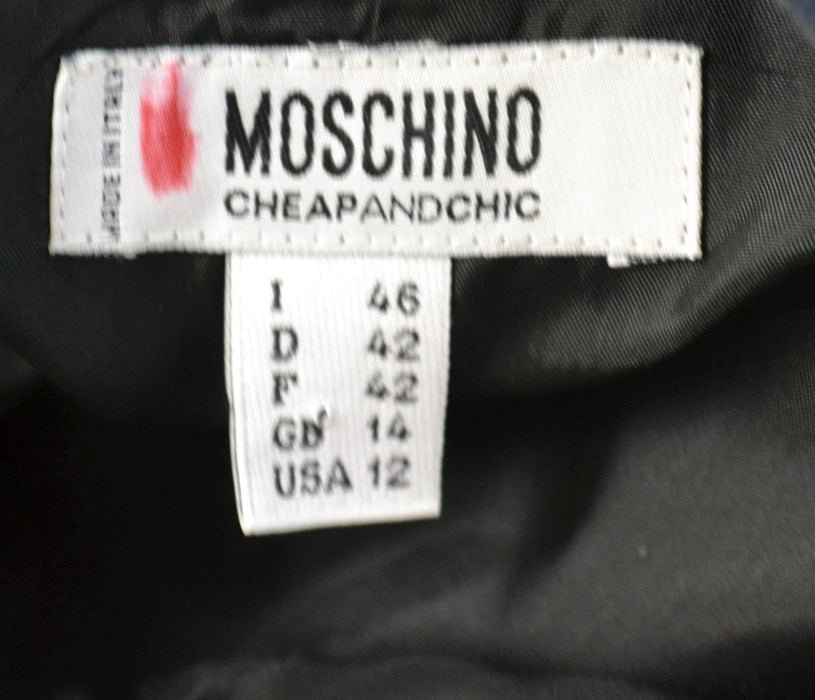 MADE IN ITALY
MOSCHINO
CHEAPANDCHIC
I 46
D 42
F 42
GB 14
USA 12